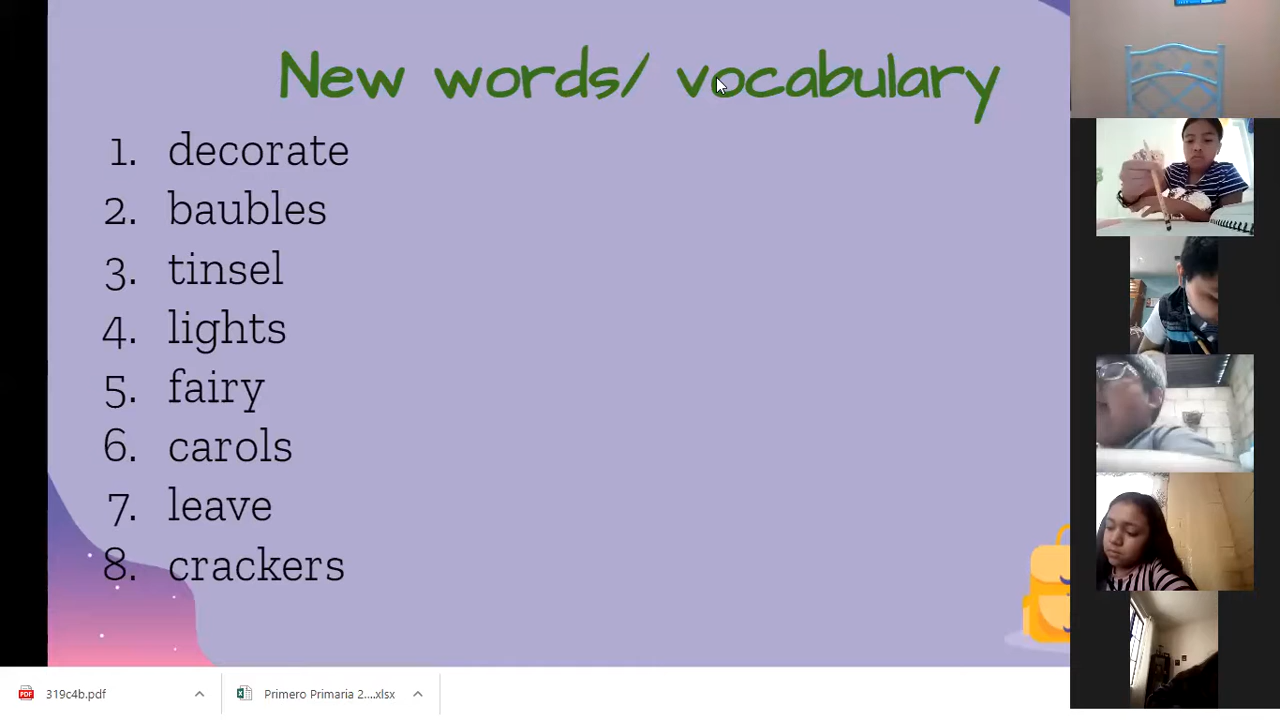 New words/ vocabulary
1. decorate
2. baubles
3. tinsel
4. lights
5. fairy
6. carols
7. leave
8. crackers
319c4b.pdf
Primero Primaria 2....xlsx